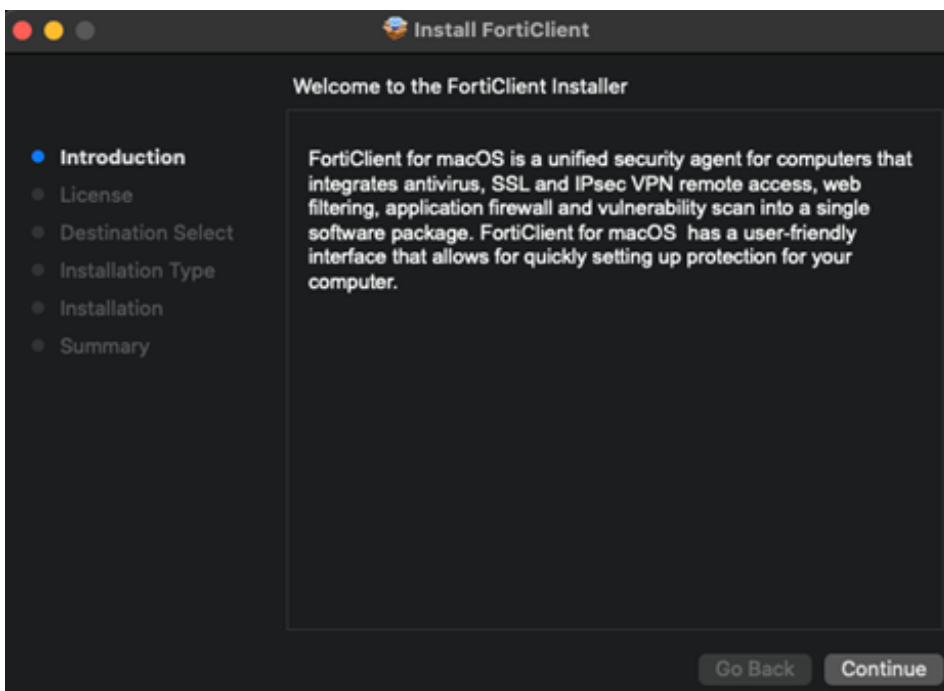 Install FortiClient
Welcome to the FortiClient Installer
Introduction
License
Destination Select
Installation Type
Installation
Summary
FortiClient for macOS is a unified security agent for computers that
integrates antivirus, SSL and IPsec VPN remote access, web
filtering, application firewall and vulnerability scan into a single
software package. FortiClient for macOS  has a user-friendly
interface that allows for quickly setting up protection for your
computer.
Go Back
Continue